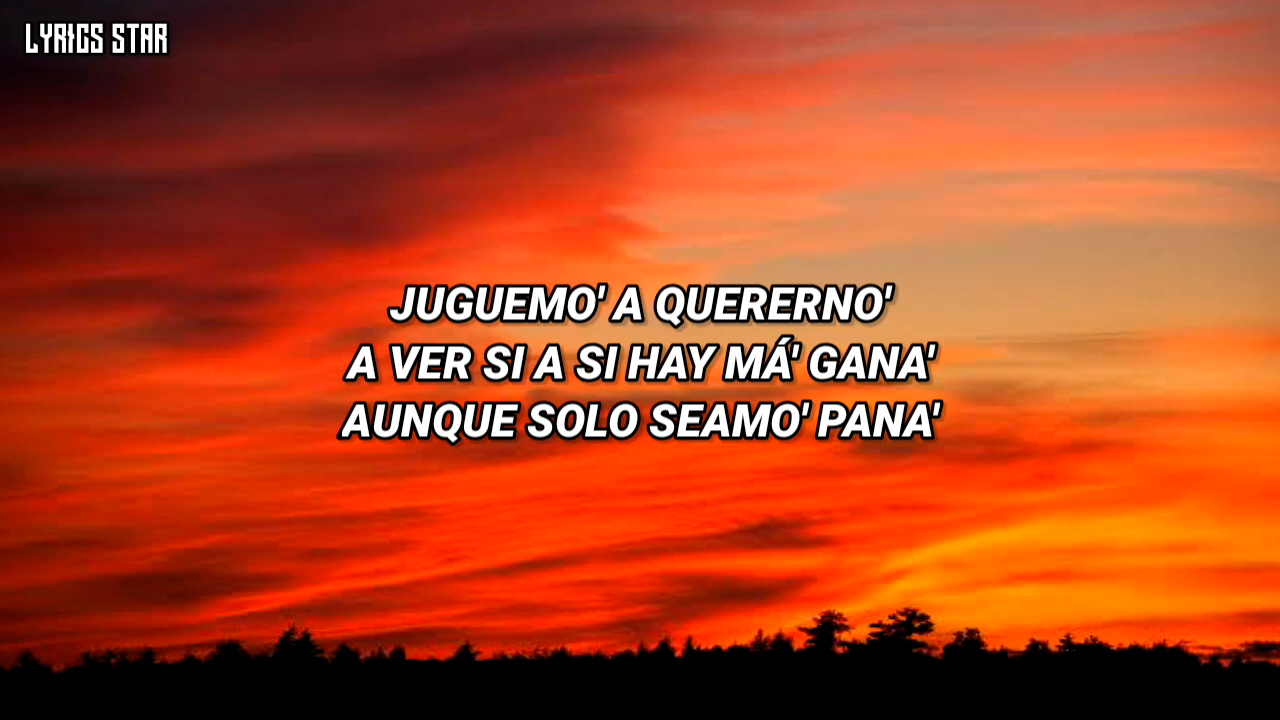 LYRICS STAR
JUGUEMO' A QUERERNO'
A VER SI A SI HAY MÁ' GANA'
AUNQUE SOLO SEAMO' PANA'